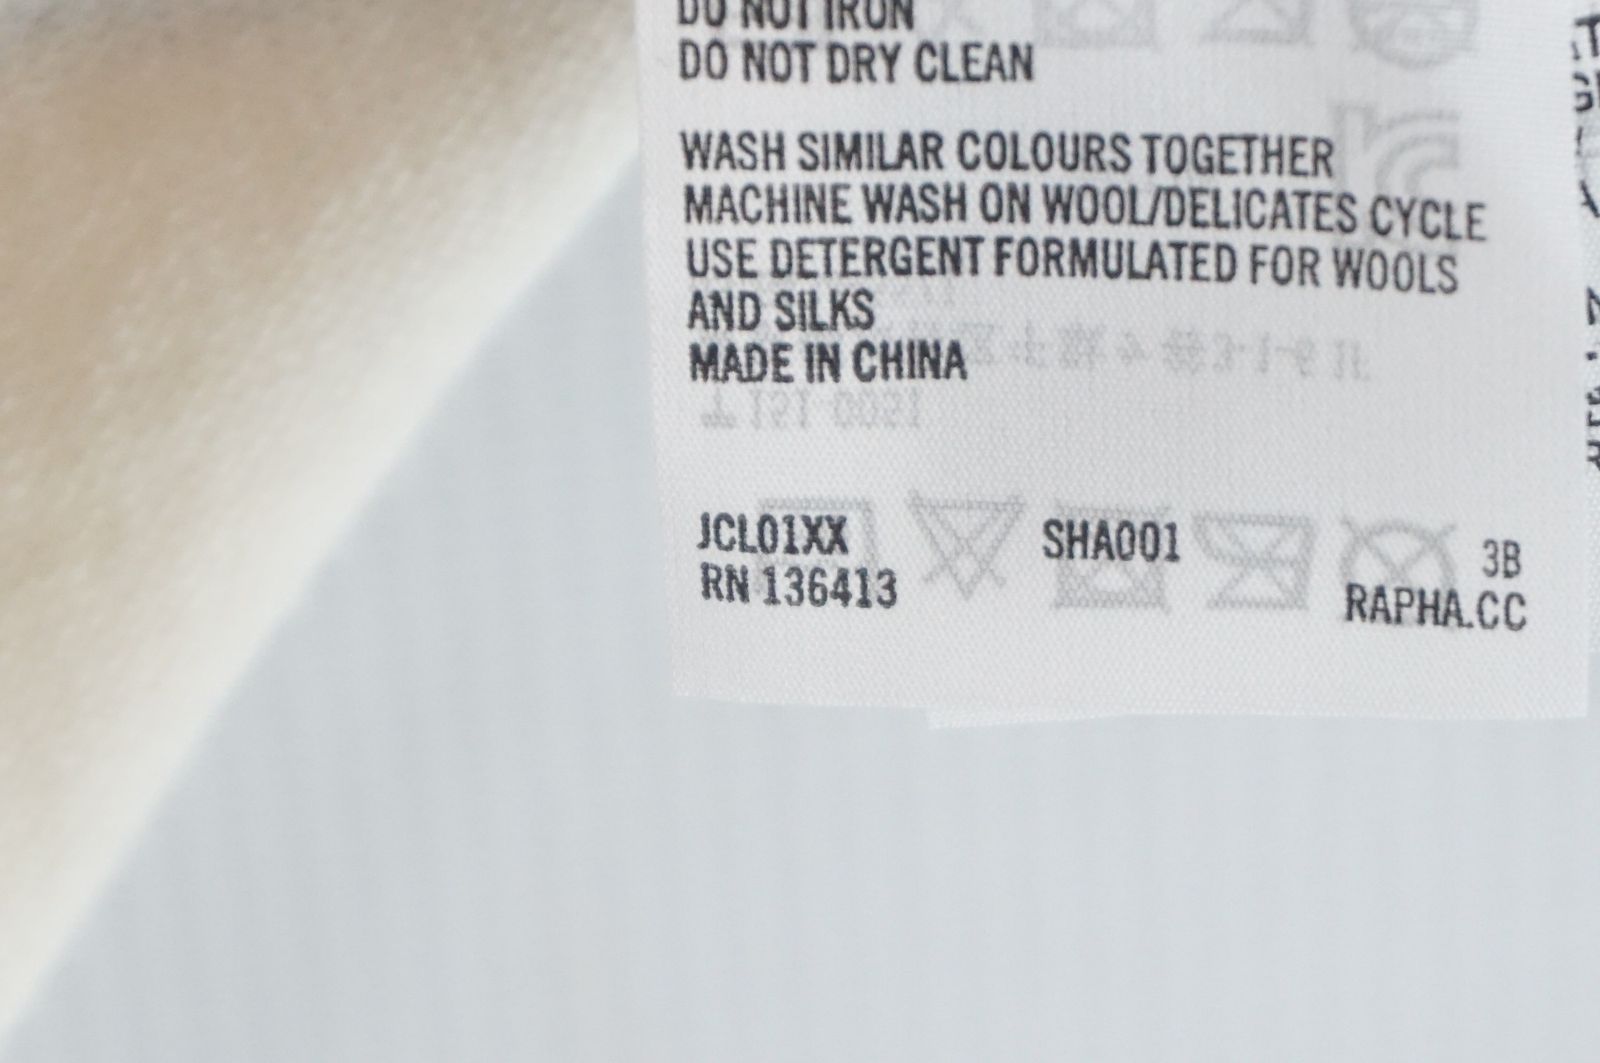 DO NOT IRON
DO NOT DRY CLEAN
WASH SIMILAR COLOURS TOGETHER
MACHINE WASH ON WOOL/DELICATES CYCLE
USE DETERGENT FORMULATED FOR WOOLS
AND SILKS
MADE IN CHINA
JCL01XX SHA001 3B
RN 136413 RAPHA.CC